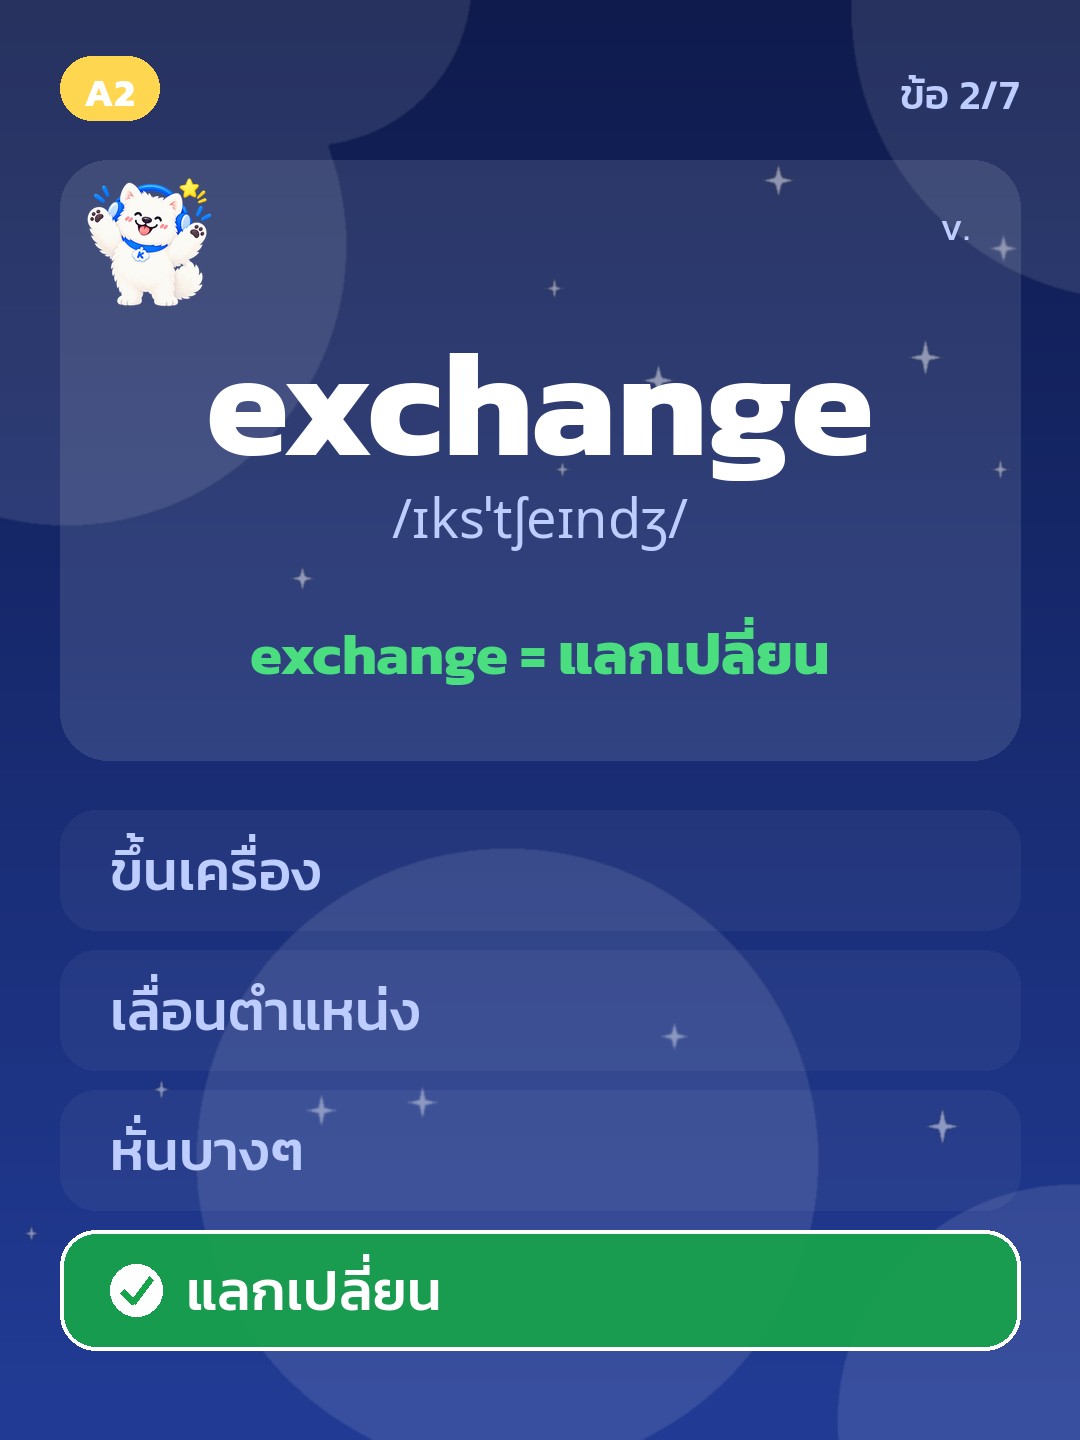 A2
ข้อ 2/7
v.
exchange
/ɪksˈtʃeɪndʒ/
exchange = แลกเปลี่ยน
ขึ้นเครื่อง
เลื่อนตำแหน่ง
หั่นบางๆ
แลกเปลี่ยน